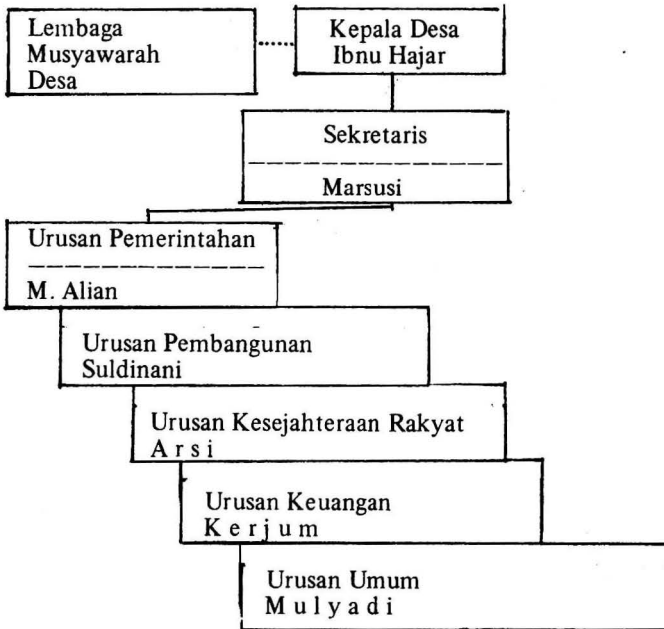 Lembaga
Musyawarah
Desa
Kepala Desa
Ibnu Hajar
Sekretaris
Marsusi
Urusan Pemerintahan
M. Alian
Urusan Pembangunan
Suldinani
Urusan Kesejahteraan Rakyat
A r s i
Urusan Keuangan
K e r j u m
Urusan Umum
M u l y a d i